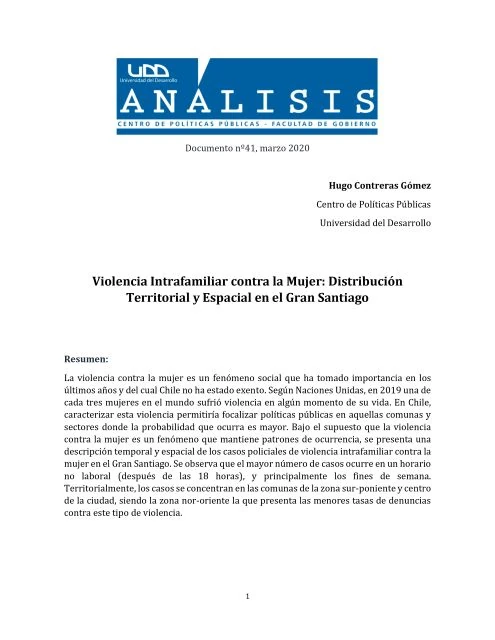 UDD
Universidad del Desarrollo
ANÁLISIS
CENTRO DE POLÍTICAS PÚBLICAS - FACULTAD DE GOBIERNO
Documento nº41, marzo 2020
Hugo Contreras Gómez
Centro de Políticas Públicas
Universidad del Desarrollo
Violencia Intrafamiliar contra la Mujer: Distribución
Territorial y Espacial en el Gran Santiago
Resumen:
La violencia contra la mujer es un fenómeno social que ha tomado importancia en los
últimos años y del cual Chile no ha estado exento. Según Naciones Unidas, en 2019 una de
cada tres mujeres en el mundo sufrió violencia en algún momento de su vida. En Chile,
caracterizar esta violencia permitiría focalizar políticas públicas en aquellas comunas y
sectores donde la probabilidad que ocurra es mayor. Bajo el supuesto que la violencia
contra la mujer es un fenómeno que mantiene patrones de ocurrencia, se presenta una
descripción temporal y espacial de los casos policiales de violencia intrafamiliar contra la
mujer en el Gran Santiago. Se observa que el mayor número de casos ocurre en un horario
no laboral (después de las 18 horas), y principalmente los fines de semana.
Territorialmente, los casos se concentran en las comunas de la zona sur-poniente y centro
de la ciudad, siendo la zona nor-oriente la que presenta las menores tasas de denuncias
contra este tipo de violencia.
1